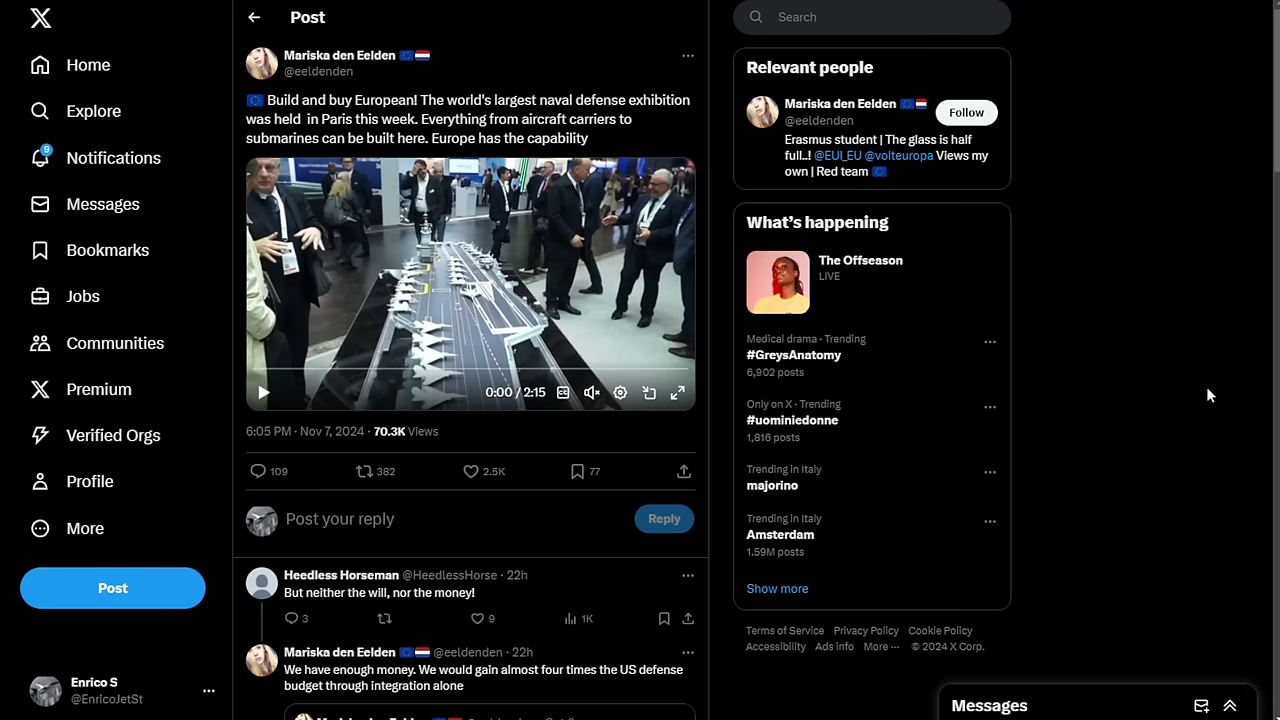 Home
Explore
9
Notifications
Messages
Bookmarks
Jobs
Communities
Premium
Verified Orgs
Profile
More
Post
Enrico S
@EnricoJetSt
Post
Mariska den Eelden
@eeldenden
Build and buy European! The world's largest naval defense exhibition
was held in Paris this week. Everything from aircraft carriers to
submarines can be built here. Europe has the capability
0:00 / 2:15
6:05 PM · Nov 7, 2024 · 70.3K Views
109
382
2.5K
77
Post your reply
Reply
Heedless Horseman @HeedlessHorse · 22h
But neither the will, nor the money!
3
9
1K
Mariska den Eelden @eeldenden · 22h
We have enough money. We would gain almost four times the US defense
budget through integration alone
Search
Relevant people
Mariska den Eelden
@eeldenden
Follow
Erasmus student | The glass is half
full..! @EUI_EU @volteuropa Views my
own | Red team
What's happening
The Offseason
LIVE
Medical drama · Trending
#GreysAnatomy
6,902 posts
Only on X · Trending
#uominiedonne
1,816 posts
Trending in Italy
majorino
Trending in Italy
Amsterdam
1.59M posts
Show more
Terms of Service Privacy Policy Cookie Policy
Accessibility Ads info More ··· © 2024 X Corp.
Messages